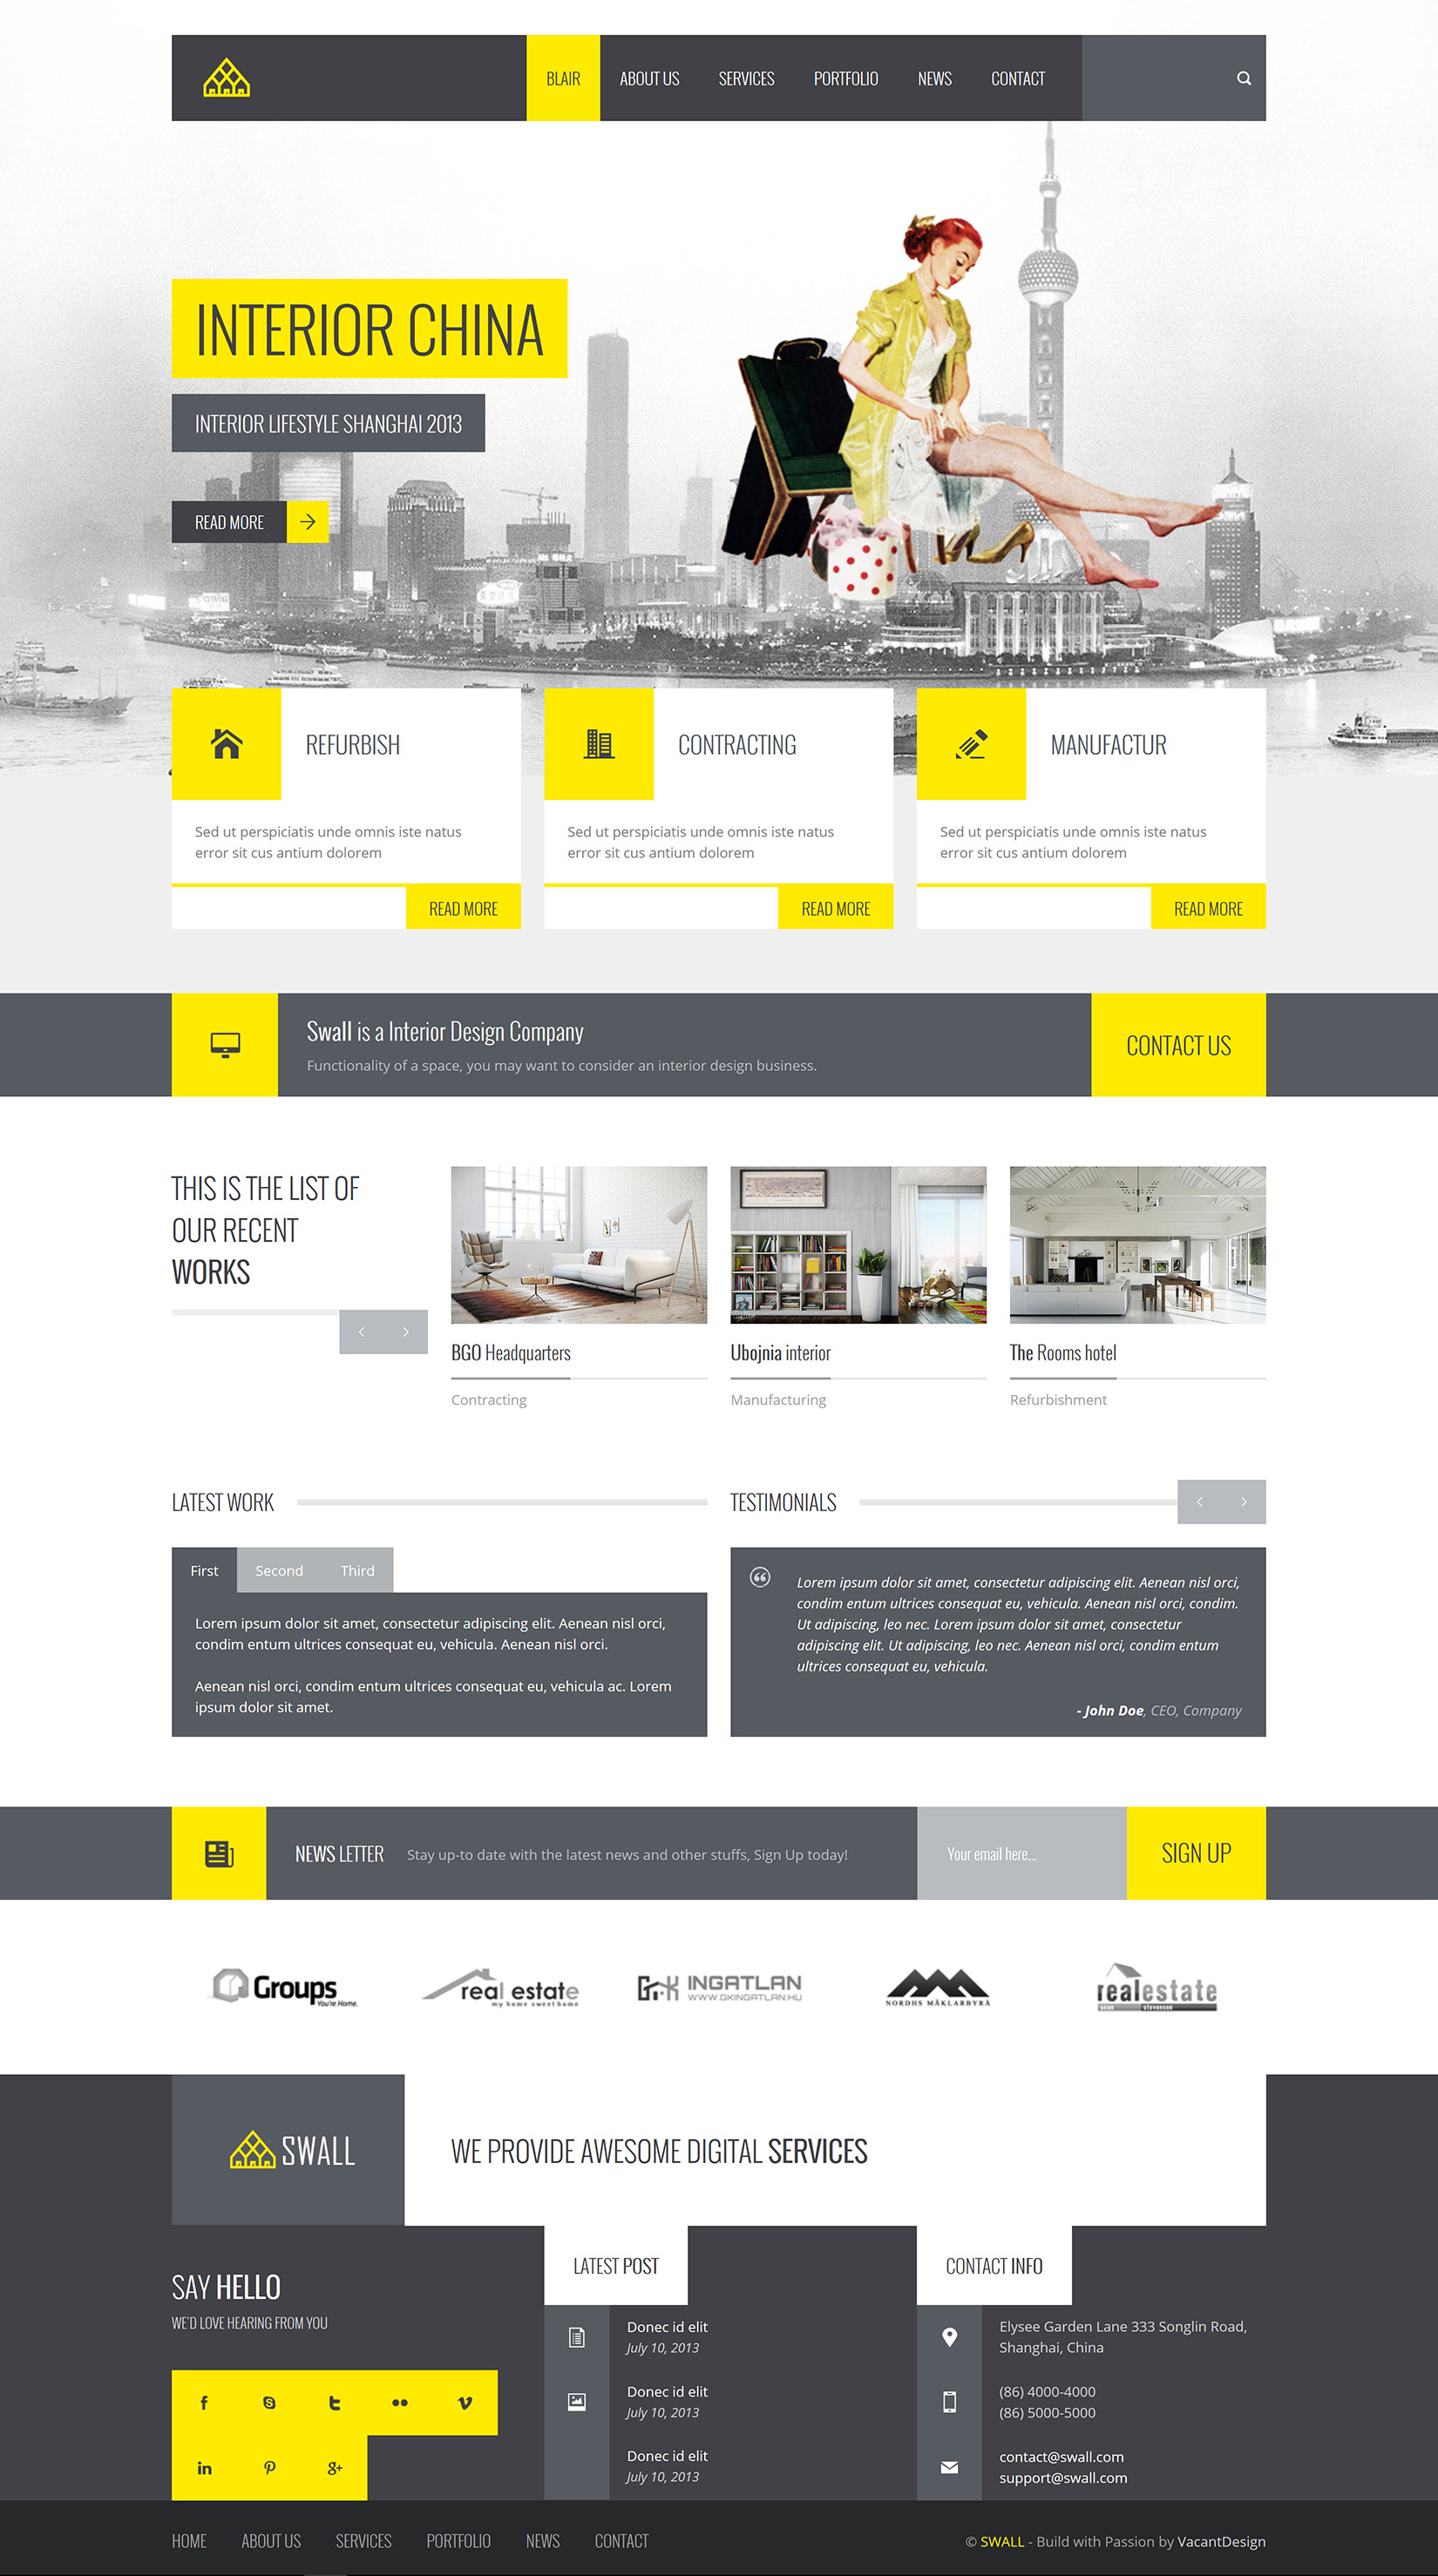 BLAIR ABOUT US SERVICES PORTFOLIO NEWS CONTACT
INTERIOR CHINA
INTERIOR LIFESTYLE SHANGHAI 2013
READ MORE
REFURBISH
Sed ut perspiciatis unde omnis iste natus
error sit cus antium dolorem
READ MORE
CONTRACTING
Sed ut perspiciatis unde omnis iste natus
error sit cus antium dolorem
READ MORE
MANUFACTUR
Sed ut perspiciatis unde omnis iste natus
error sit cus antium dolorem
READ MORE
Swall is a Interior Design Company
Functionality of a space, you may want to consider an interior design business.
CONTACT US
THIS IS THE LIST OF
OUR RECENT
WORKS
BGO Headquarters
Contracting
Ubojnia interior
Manufacturing
The Rooms hotel
Refurbishment
LATEST WORK
First Second Third
Lorem ipsum dolor sit amet, consectetur adipiscing elit. Aenean nisl orci,
condim entum ultrices consequat eu, vehicula. Aenean nisl orci.
Aenean nisl orci, condim entum ultrices consequat eu, vehicula ac. Lorem
ipsum dolor sit amet.
TESTIMONIALS
Lorem ipsum dolor sit amet, consectetur adipiscing elit. Aenean nisl orci,
condim entum ultrices consequat eu, vehicula. Aenean nisl orci, condim.
Ut adipiscing, leo nec. Lorem ipsum dolor sit amet, consectetur
adipiscing elit. Ut adipiscing, leo nec. Aenean nisl orci, condim entum
ultrices consequat eu, vehicula.
- John Doe, CEO, Company
NEWS LETTER Stay up-to date with the latest news and other stuffs, Sign Up today!
Your email here...
SIGN UP
Groups
You're Home.
real estate
my home sweet home
INGATLAN
WWW.GKINGATLAN.HU
NORDHS MÄKLARBYRÅ
realestate
sean stevenson
SWALL
WE PROVIDE AWESOME DIGITAL SERVICES
SAY HELLO
WE'D LOVE HEARING FROM YOU
LATEST POST
Donec id elit
July 10, 2013
Donec id elit
July 10, 2013
Donec id elit
July 10, 2013
CONTACT INFO
Elysee Garden Lane 333 Songlin Road,
Shanghai, China
(86) 4000-4000
(86) 5000-5000
contact@swall.com
support@swall.com
HOME ABOUT US SERVICES PORTFOLIO NEWS CONTACT
© SWALL - Build with Passion by VacantDesign